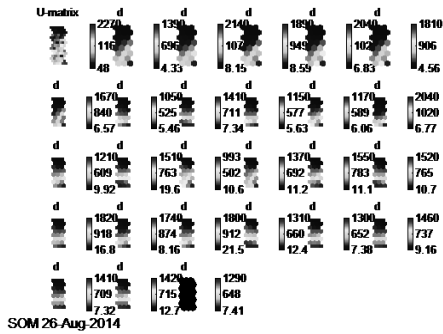 U-matrix d d d d d
2270 1390 2140 1890 2040 1810
116 696 107 949 102 906
48 4.33 8.15 8.59 6.83 4.56
d d d d d d
1670 1050 1410 1150 1170 2040
840 525 711 577 589 1020
6.57 5.46 7.34 5.63 6.06 6.77
d d d d d d
1210 1510 993 1370 1550 1520
609 763 502 692 783 765
9.92 19.6 10.6 11.2 11.1 10.7
d d d d d d
1820 1740 1800 1310 1300 1460
918 874 912 660 652 737
16.8 8.16 21.5 12.4 7.38 9.16
d d d
1410 1420 1290
709 715 648
7.32 12.7 7.41
SOM 26-Aug-2014